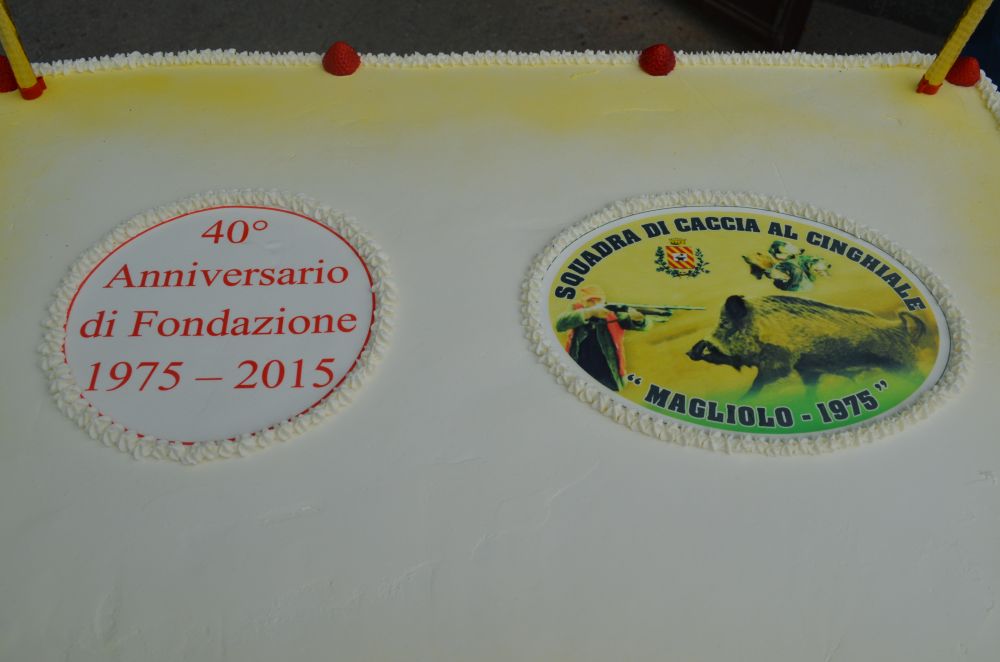 40°
Anniversario
di Fondazione
1975 – 2015
SQUADRA DI CACCIA AL CINGHIALE
“ MAGLIOLO - 1975 ”